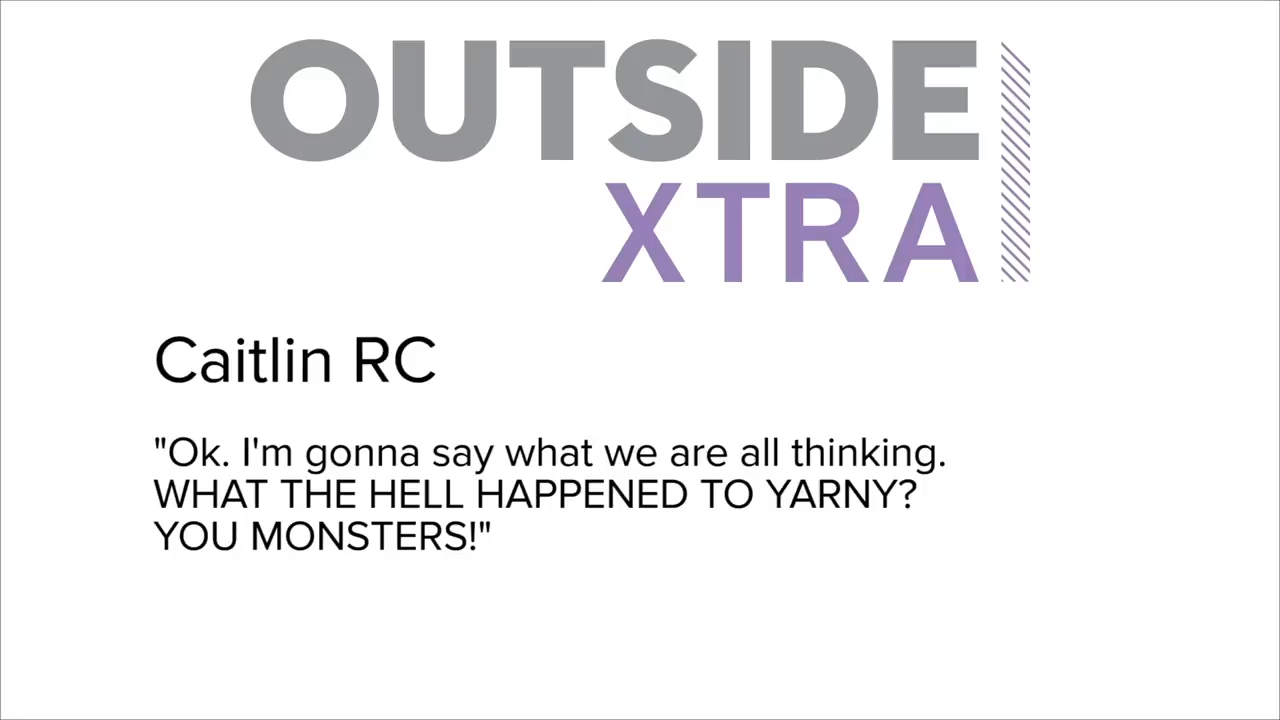 OUTSIDE
XTRA
Caitlin RC
"Ok. I'm gonna say what we are all thinking.
WHAT THE HELL HAPPENED TO YARNY?
YOU MONSTERS!"